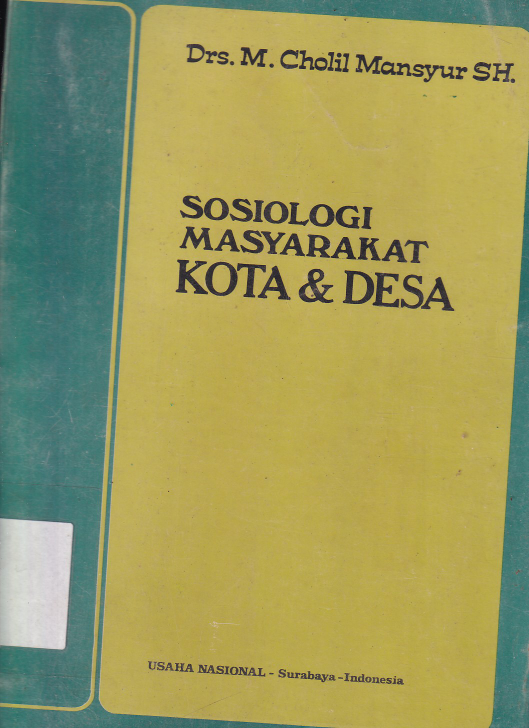 Drs. M. Cholil Mansyur SH.
SOSIOLOGI
MASYARAKAT
KOTA & DESA
USAHA NASIONAL - Surabaya - Indonesia